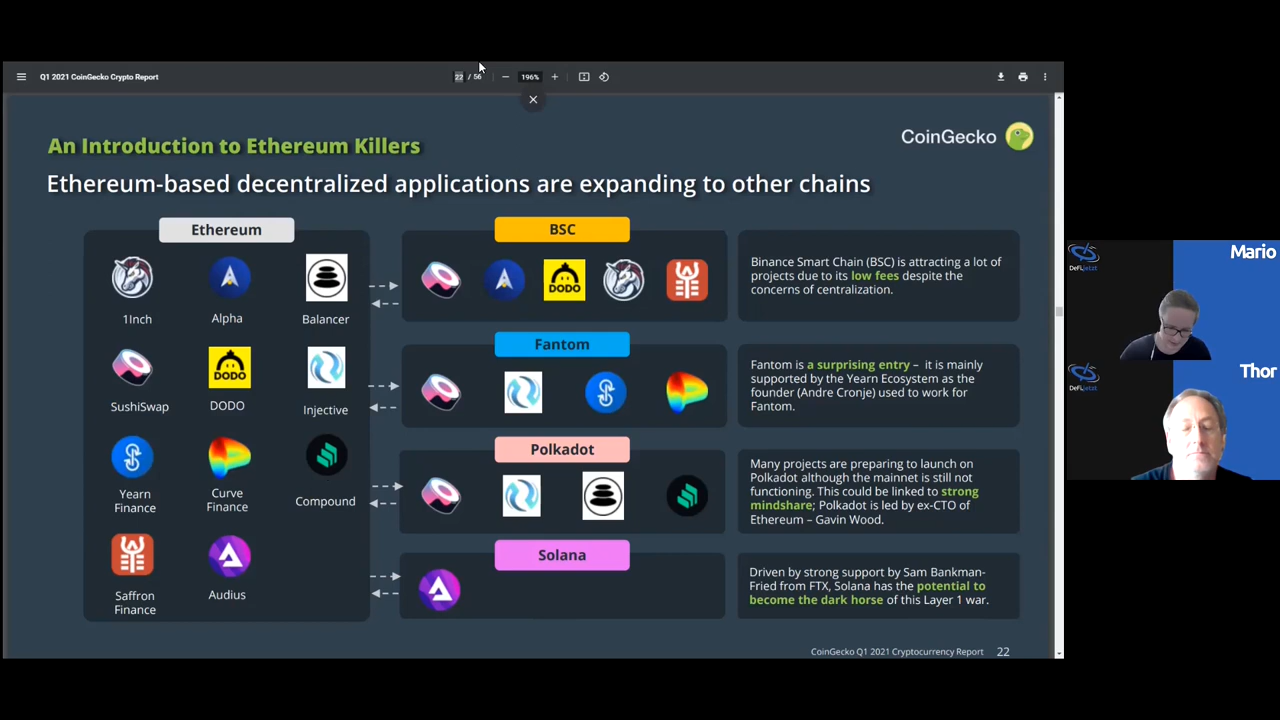 Q1 2021 CoinGecko Crypto Report
22 / 56
196%
An Introduction to Ethereum Killers
CoinGecko
Ethereum-based decentralized applications are expanding to other chains
Ethereum
1Inch
Alpha
Balancer
SushiSwap
DODO
DODO
Injective
Yearn
Finance
Curve
Finance
Compound
Saffron
Finance
Audius
BSC
DODO
Binance Smart Chain (BSC) is attracting a lot of
projects due to its low fees despite the
concerns of centralization.
Fantom
Fantom is a surprising entry – it is mainly
supported by the Yearn Ecosystem as the
founder (Andre Cronje) used to work for
Fantom.
Polkadot
Many projects are preparing to launch on
Polkadot although the mainnet is still not
functioning. This could be linked to strong
mindshare; Polkadot is led by ex-CTO of
Ethereum – Gavin Wood.
Solana
Driven by strong support by Sam Bankman-
Fried from FTX, Solana has the potential to
become the dark horse of this Layer 1 war.
CoinGecko Q1 2021 Cryptocurrency Report 22
DeFi.Jetzt
Mario
DeFi.Jetzt
Thor